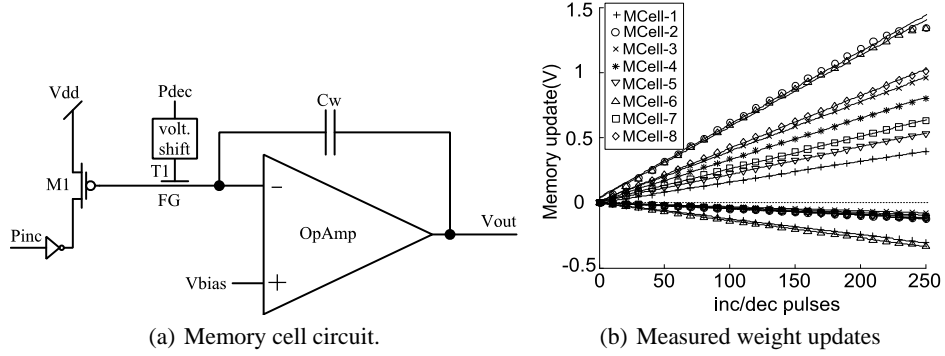 Vdd
Pdec
volt.
shift
Cw
M1
T1
FG
−
OpAmp
Vout
Pinc
Vbias
+
(a) Memory cell circuit.
1.5
1
0.5
0
-0.5
Memory update(V)
MCell-1
MCell-2
MCell-3
MCell-4
MCell-5
MCell-6
MCell-7
MCell-8
0 50 100 150 200 250
inc/dec pulses
(b) Measured weight updates